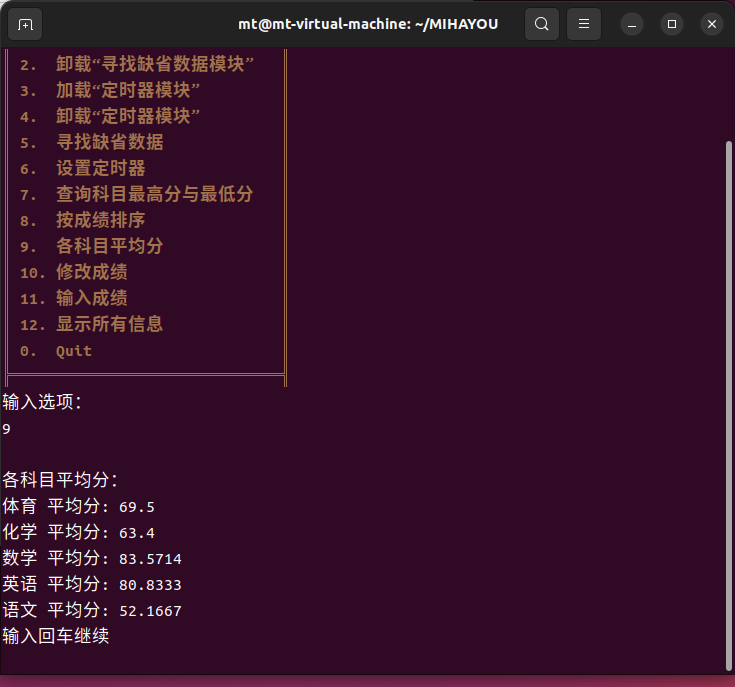 mt@mt-virtual-machine: ~/MIHAYOU
2. 卸载“寻找缺省数据模块”
3. 加载“定时器模块”
4. 卸载“定时器模块”
5. 寻找缺省数据
6. 设置定时器
7. 查询科目最高分与最低分
8. 按成绩排序
9. 各科目平均分
10. 修改成绩
11. 输入成绩
12. 显示所有信息
0. Quit
输入选项:
9
各科目平均分:
体育 平均分: 69.5
化学 平均分: 63.4
数学 平均分: 83.5714
英语 平均分: 80.8333
语文 平均分: 52.1667
输入回车继续